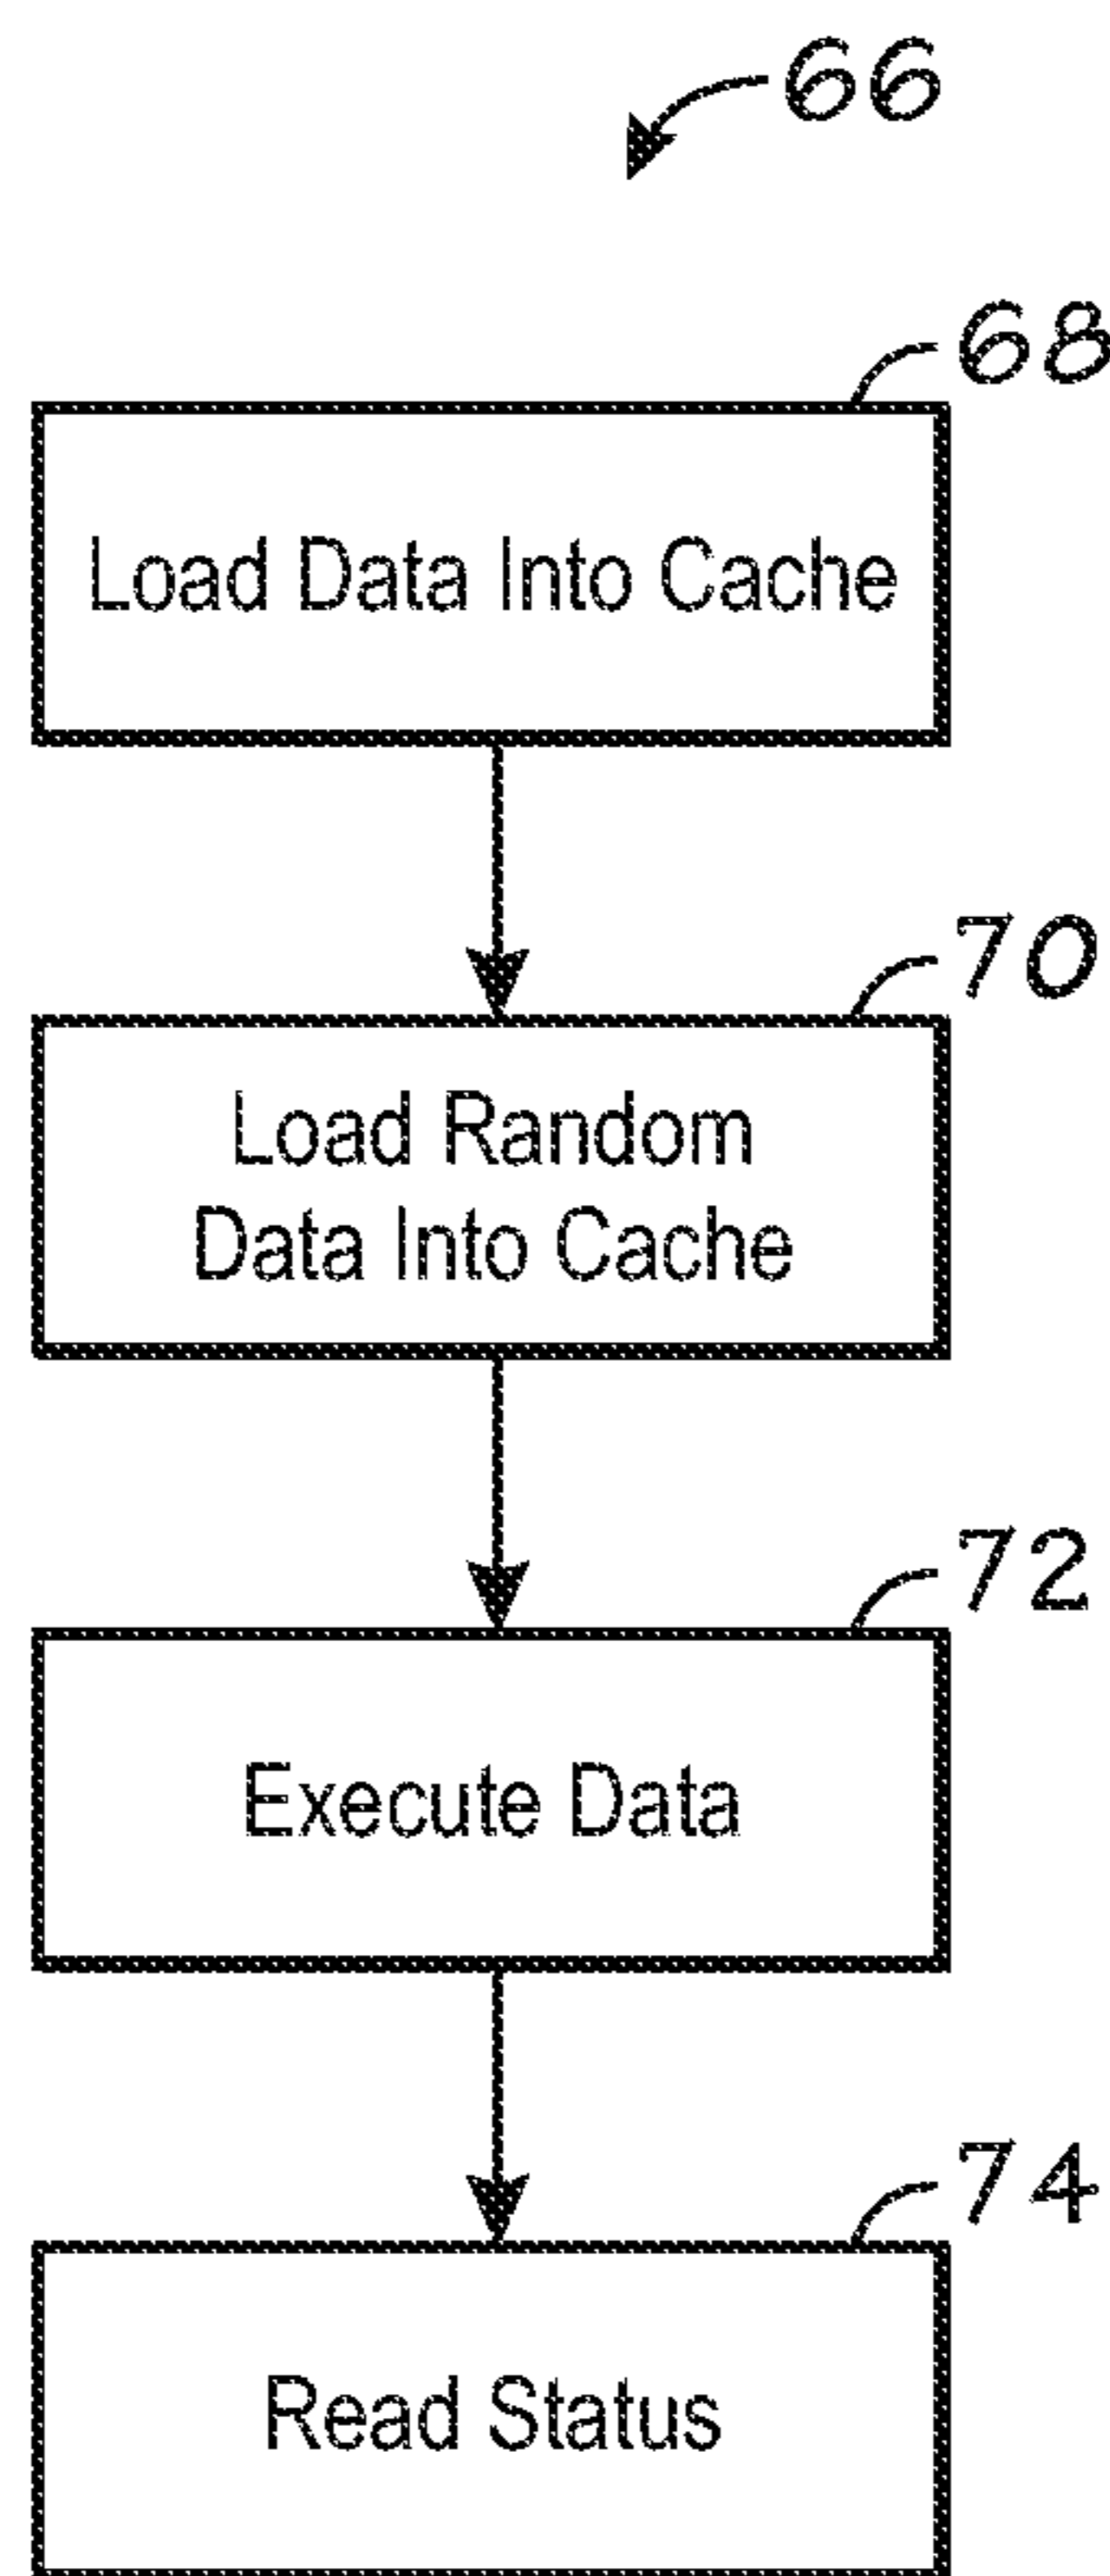 66
68
Load Data Into Cache
70
Load Random
Data Into Cache
72
Execute Data
74
Read Status